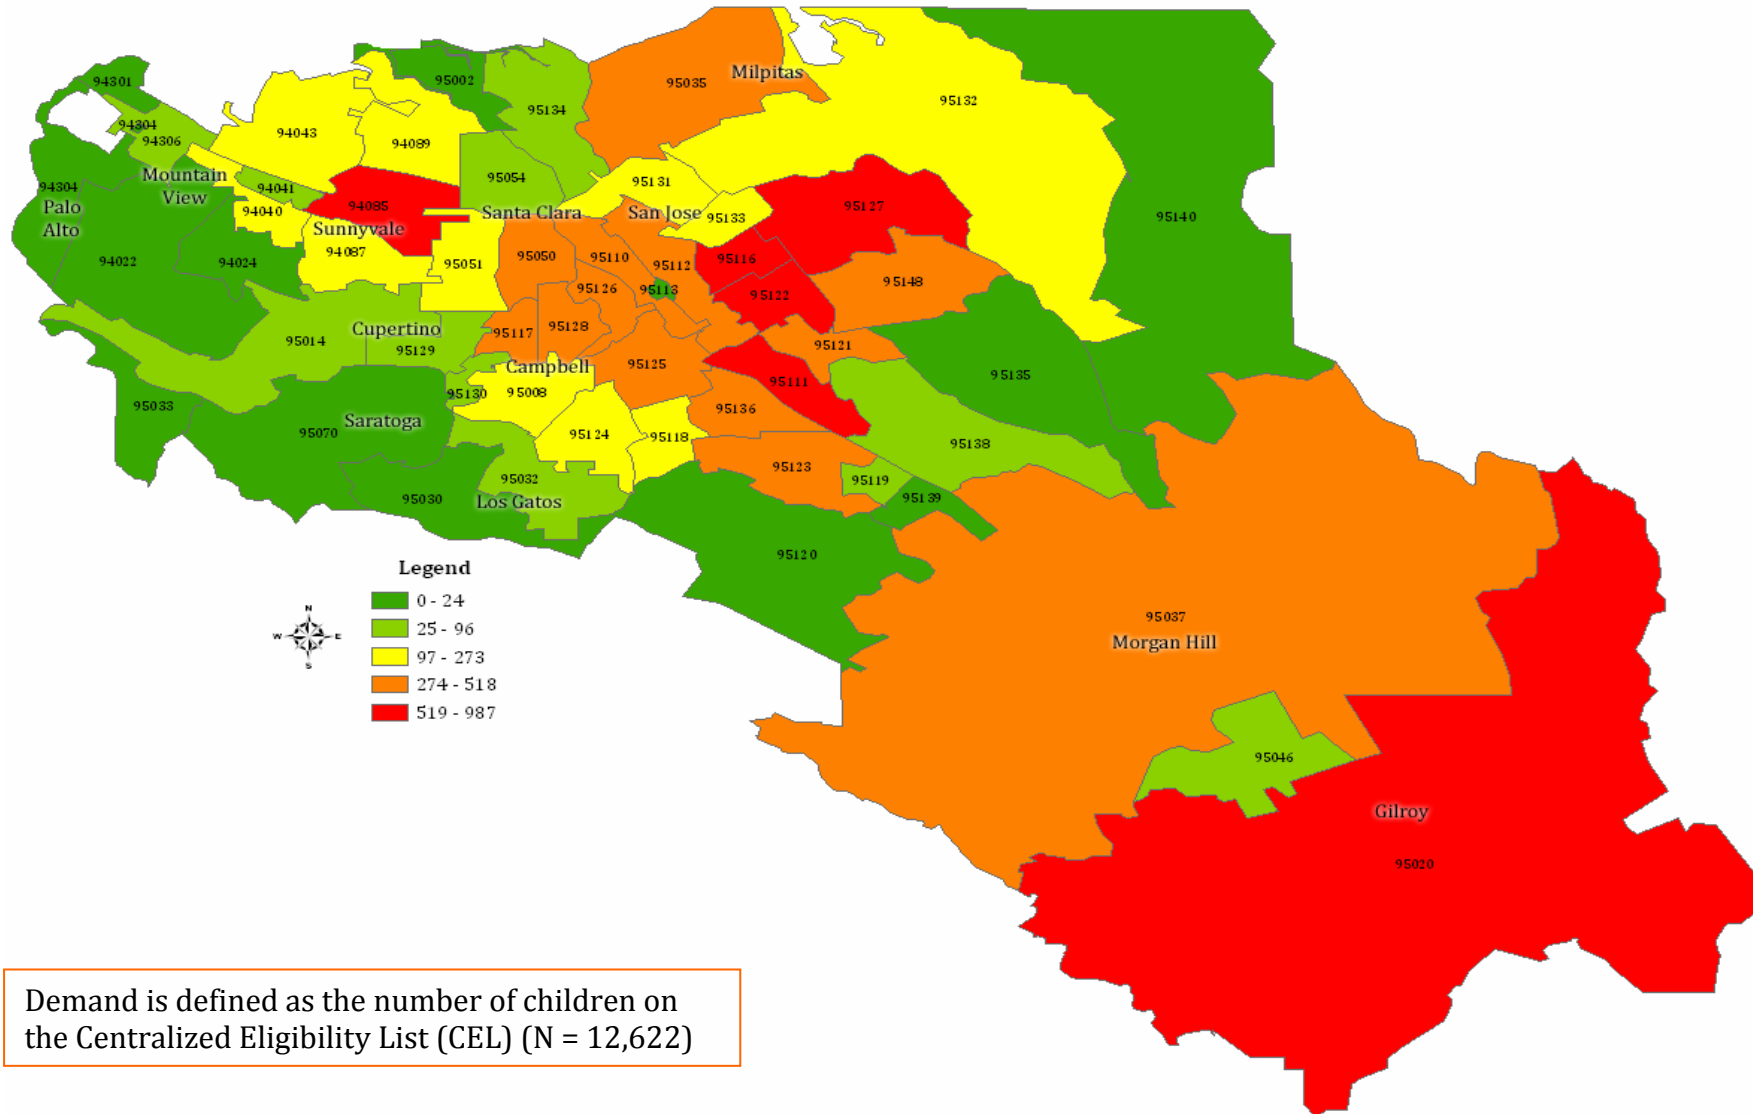 94301
95002
95035
Milpitas
95134
95132
94304
94306
94043
94089
Mountain
View
94304
Palo
Alto
94041
94040
94085
Sunnyvale
94087
95054
Santa Clara
95131
San Jose
95133
95127
95140
94022
94024
95051
95050
95110
95112
95116
95126
95113
95122
95148
95014
Cupertino
95129
95117
95128
95125
95121
95111
95135
Campbell
95033
95130
95008
95136
Saratoga
95070
95124
95118
95138
95123
95032
95119
95030
Los Gatos
95139
95120
Legend
0 - 24
25 - 96
97 - 273
274 - 518
519 - 987
N
W
E
S
95037
Morgan Hill
95046
Gilroy
95020
Demand is defined as the number of children on
the Centralized Eligibility List (CEL) (N = 12,622)